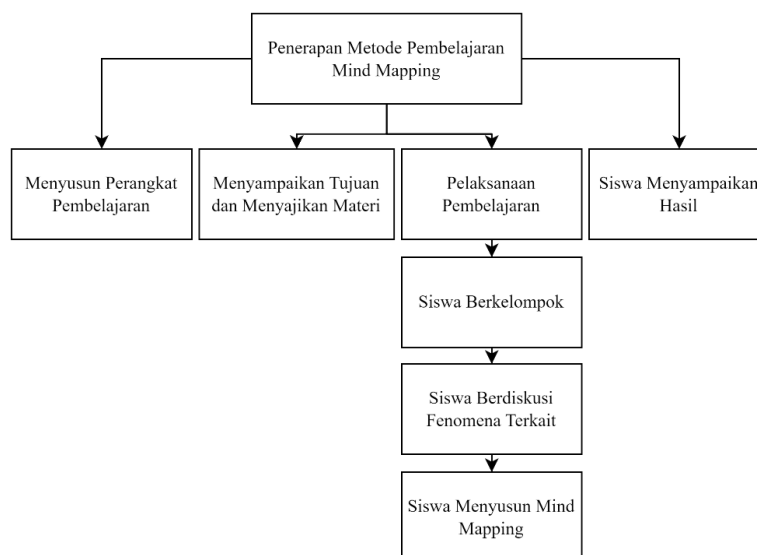 Penerapan Metode Pembelajaran
Mind Mapping
Menyusun Perangkat
Pembelajaran
Menyampaikan Tujuan
dan Menyajikan Materi
Pelaksanaan
Pembelajaran
Siswa Menyampaikan
Hasil
Siswa Berkelompok
Siswa Berdiskusi
Fenomena Terkait
Siswa Menyusun Mind
Mapping